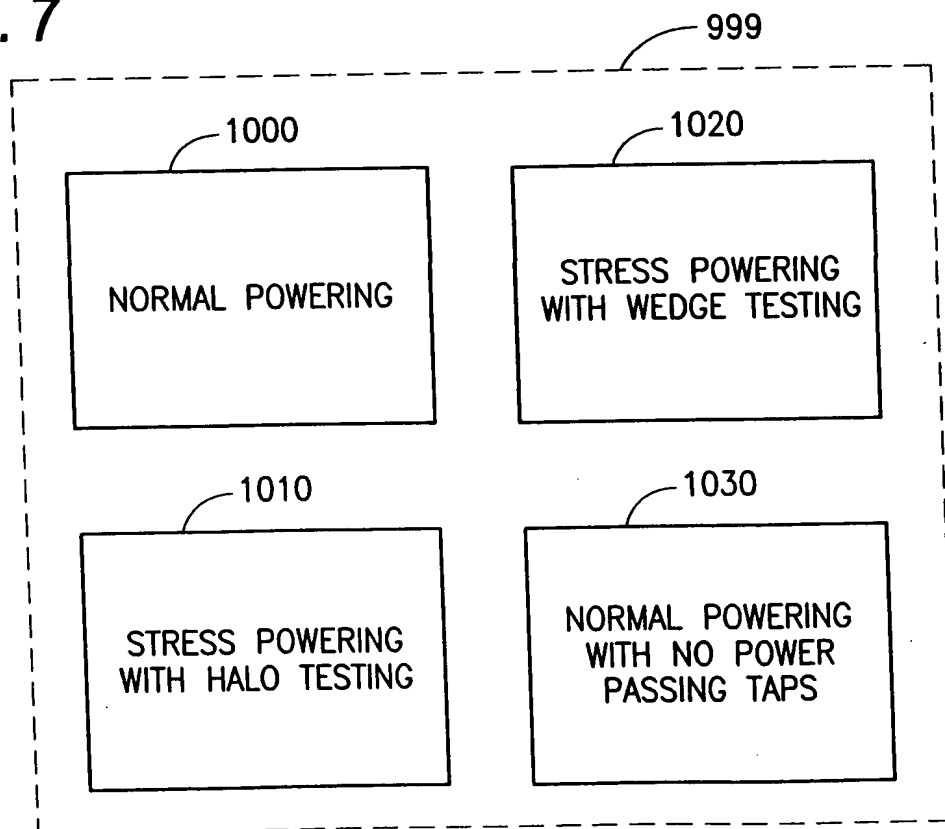 . 7
999
1000
NORMAL POWERING
1020
STRESS POWERING
WITH WEDGE TESTING
1010
STRESS POWERING
WITH HALO TESTING
1030
NORMAL POWERING
WITH NO POWER
PASSING TAPS